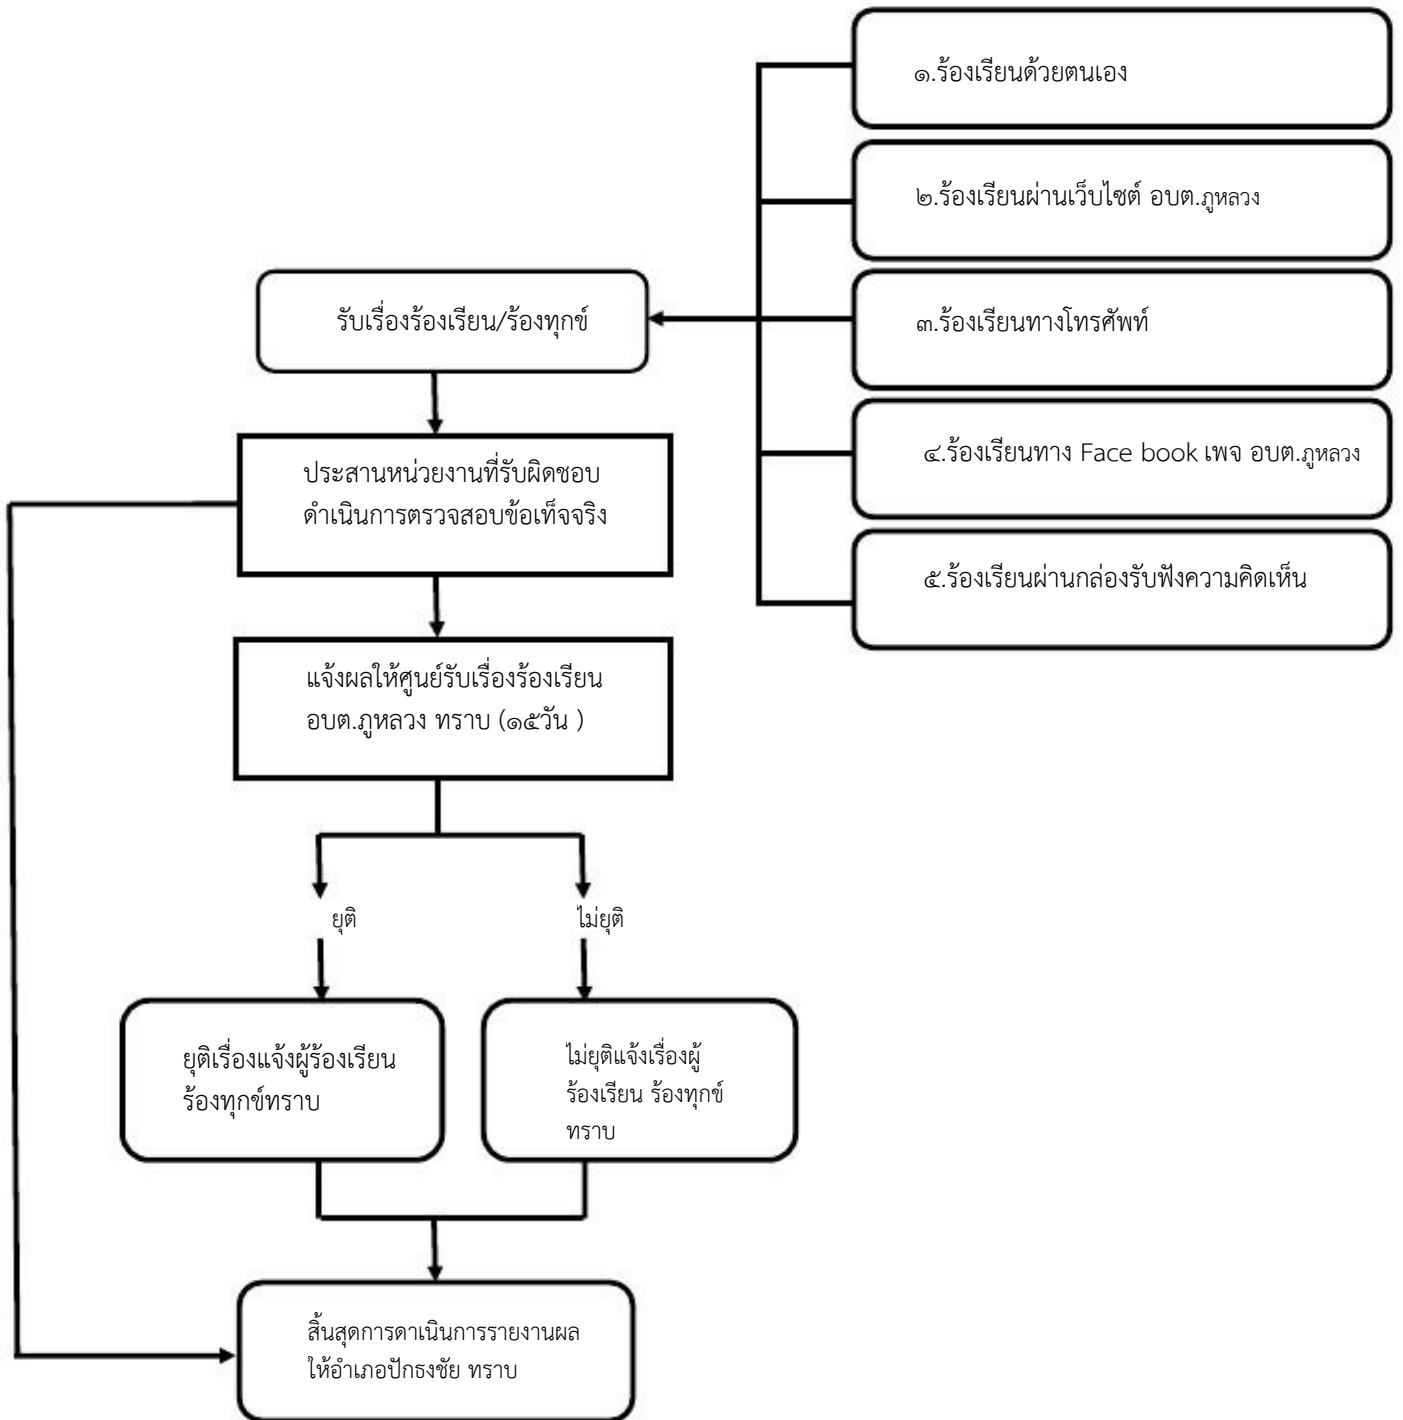 ๑.ร้องเรียนด้วยตนเอง
๒.ร้องเรียนผ่านเว็บไซต์ อบต.ภูหลวง
รับเรื่องร้องเรียน/ร้องทุกข์
๓.ร้องเรียนทางโทรศัพท์
๔.ร้องเรียนทาง Face book เพจ อบต.ภูหลวง
๕.ร้องเรียนผ่านกล่องรับฟังความคิดเห็น
ประสานหน่วยงานที่รับผิดชอบ
ดำเนินการตรวจสอบข้อเท็จจริง
แจ้งผลให้ศูนย์รับเรื่องร้องเรียน
อบต.ภูหลวง ทราบ (๑๕วัน )
ยุติ
ไม่ยุติ
ยุติเรื่องแจ้งผู้ร้องเรียน
ร้องทุกข์ทราบ
ไม่ยุติแจ้งเรื่องผู้
ร้องเรียน ร้องทุกข์
ทราบ
สิ้นสุดการดาเนินการรายงานผล
ให้อำเภอปักธงชัย ทราบ